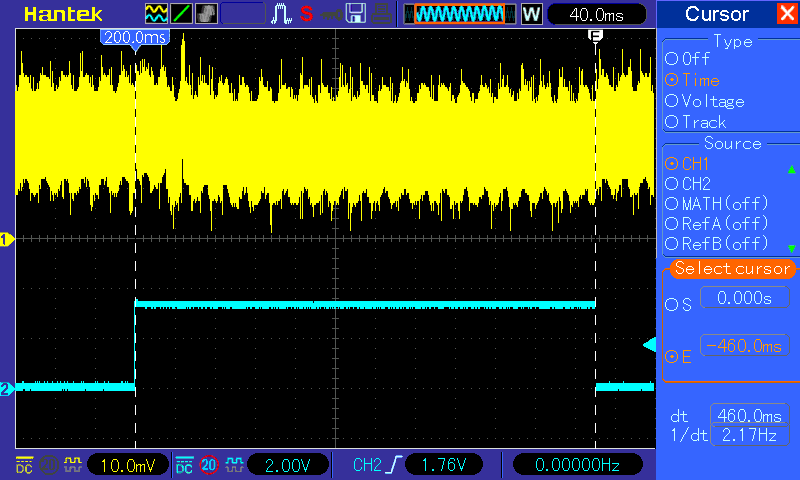 Hantek
S
W
40.0ms
200.0ms
E
1
2
Cursor
Type
Off
Time
Voltage
Track
Source
CH1
CH2
MATH(off)
RefA(off)
RefB(off)
Select cursor
S
0.000s
E
-460.0ms
dt
460.0ms
1/dt
2.17Hz
DC
20
10.0mV
DC
20
2.00V
CH2
1.76V
0.00000Hz